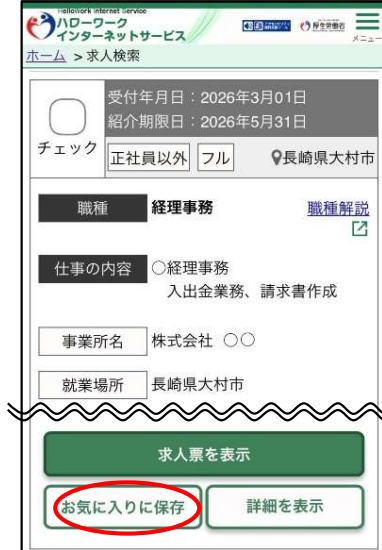 HelloWork Internet Service
ハローワーク
インターネットサービス
厚生労働省
メニュー
ホーム > 求人検索
受付年月日：2026年3月01日
紹介期限日：2026年5月31日
チェック
正社員以外 フル 長崎県大村市
職種 経理事務 職種解説
仕事の内容 〇経理事務
入出金業務、請求書作成
事業所名 株式会社 〇〇
就業場所 長崎県大村市
求人票を表示
お気に入りに保存 詳細を表示